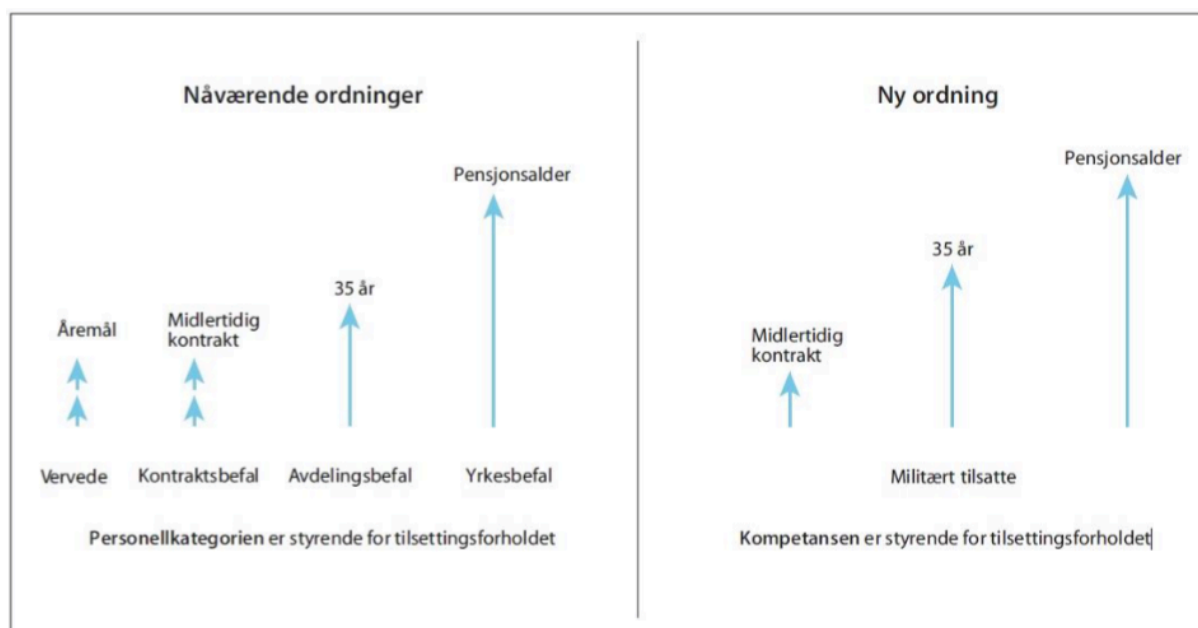 Nåværende ordninger
Pensjonsalder
35 år
Åremål
Midlertidig
kontrakt
Vervede
Kontraktsbefal
Avdelingsbefal
Yrkesbefal
Personellkategorien er styrende for tilsettingsforholdet
Ny ordning
Pensjonsalder
35 år
Midlertidig
kontrakt
Militært tilsatte
Kompetansen er styrende for tilsettingsforholdet